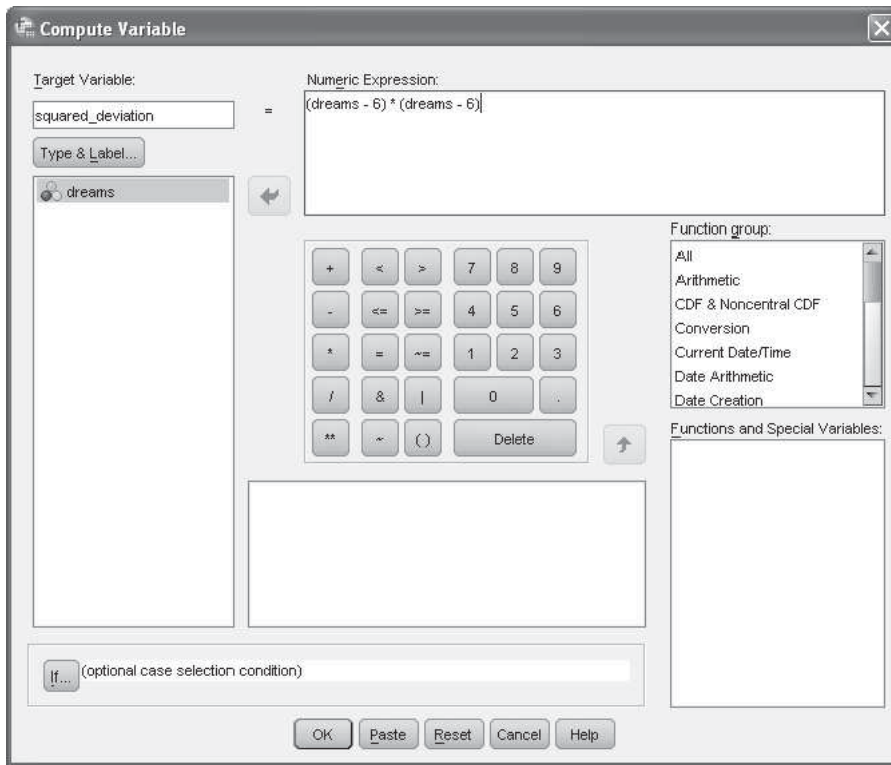 Compute Variable
Target Variable:
squared_deviation
=
Numeric Expression:
(dreams - 6) * (dreams - 6)
Type & Label...
dreams
+ < > 7 8 9
- <= >= 4 5 6
* = ~= 1 2 3
/ & | 0 .
** ~ ( ) Delete
Function group:
All
Arithmetic
CDF & Noncentral CDF
Conversion
Current Date/Time
Date Arithmetic
Date Creation
Functions and Special Variables:
If... (optional case selection condition)
OK Paste Reset Cancel Help